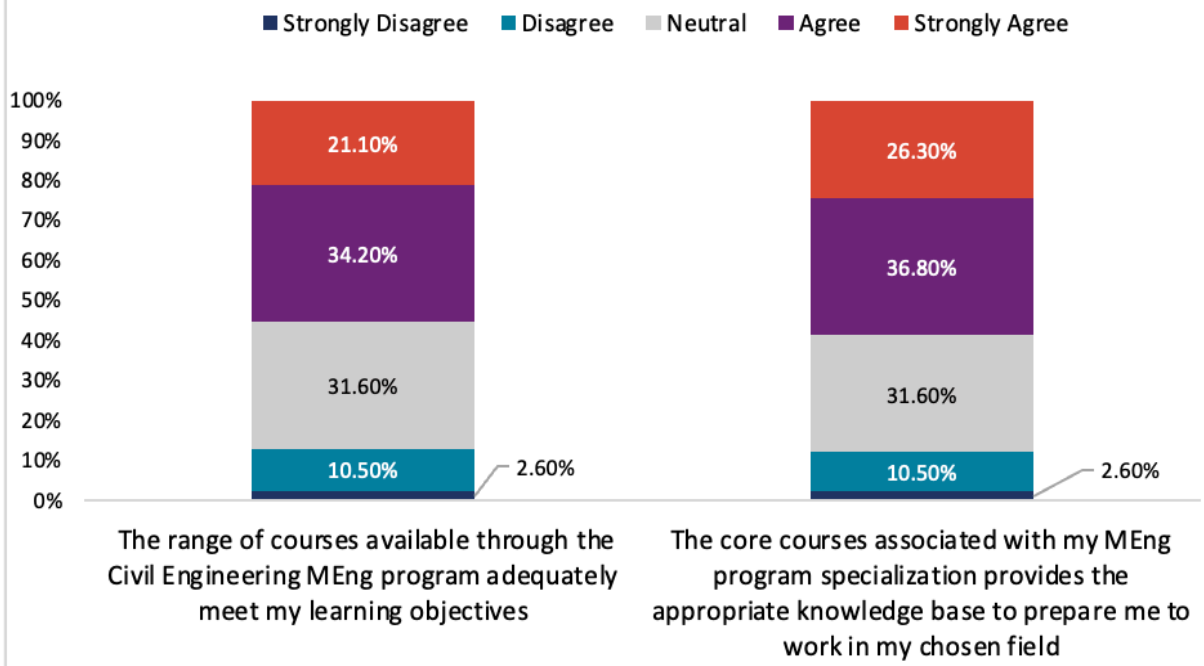 Strongly Disagree Disagree Neutral Agree Strongly Agree
100%
90%
80%
70%
60%
50%
40%
30%
20%
10%
0%
21.10%
34.20%
31.60%
10.50%
2.60%
26.30%
36.80%
31.60%
10.50%
2.60%
The range of courses available through the
Civil Engineering MEng program adequately
meet my learning objectives
The core courses associated with my MEng
program specialization provides the
appropriate knowledge base to prepare me to
work in my chosen field